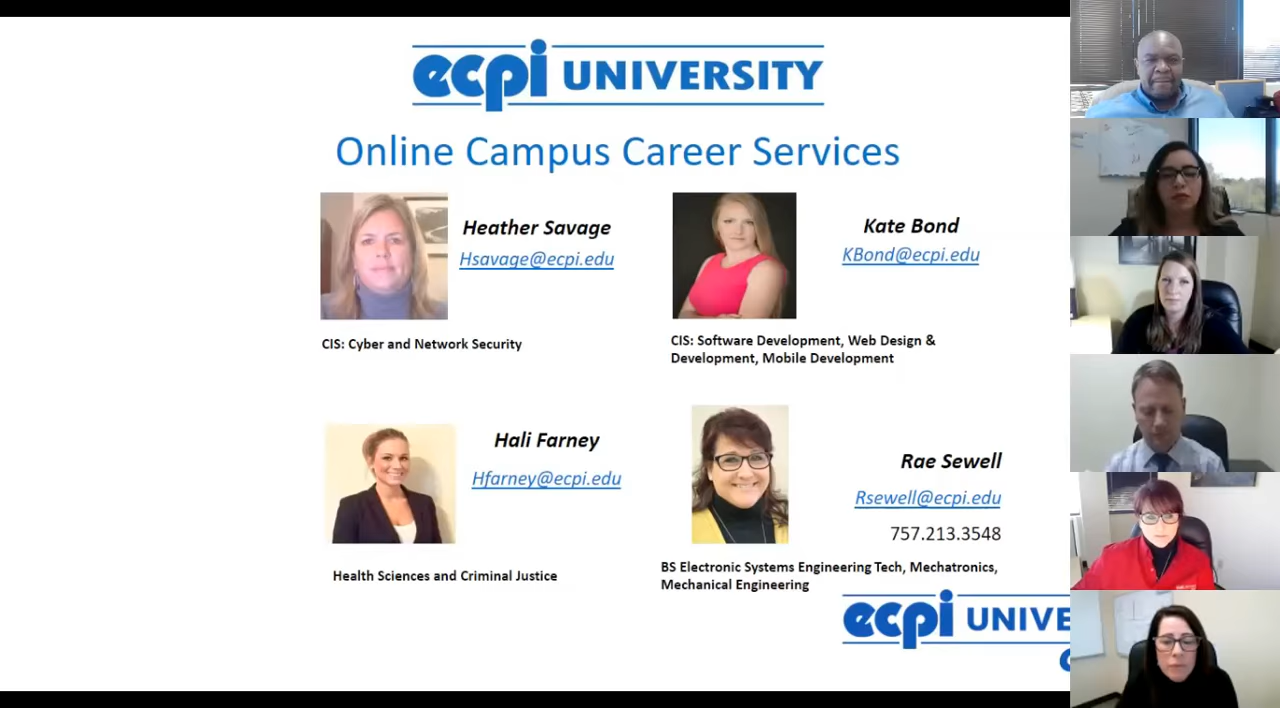 ecpi UNIVERSITY
Online Campus Career Services
Heather Savage
Hsavage@ecpi.edu
CIS: Cyber and Network Security
Kate Bond
KBond@ecpi.edu
CIS: Software Development, Web Design &
Development, Mobile Development
Hali Farney
Hfarney@ecpi.edu
Health Sciences and Criminal Justice
Rae Sewell
Rsewell@ecpi.edu
757.213.3548
BS Electronic Systems Engineering Tech, Mechatronics,
Mechanical Engineering
ecpi UNIVE